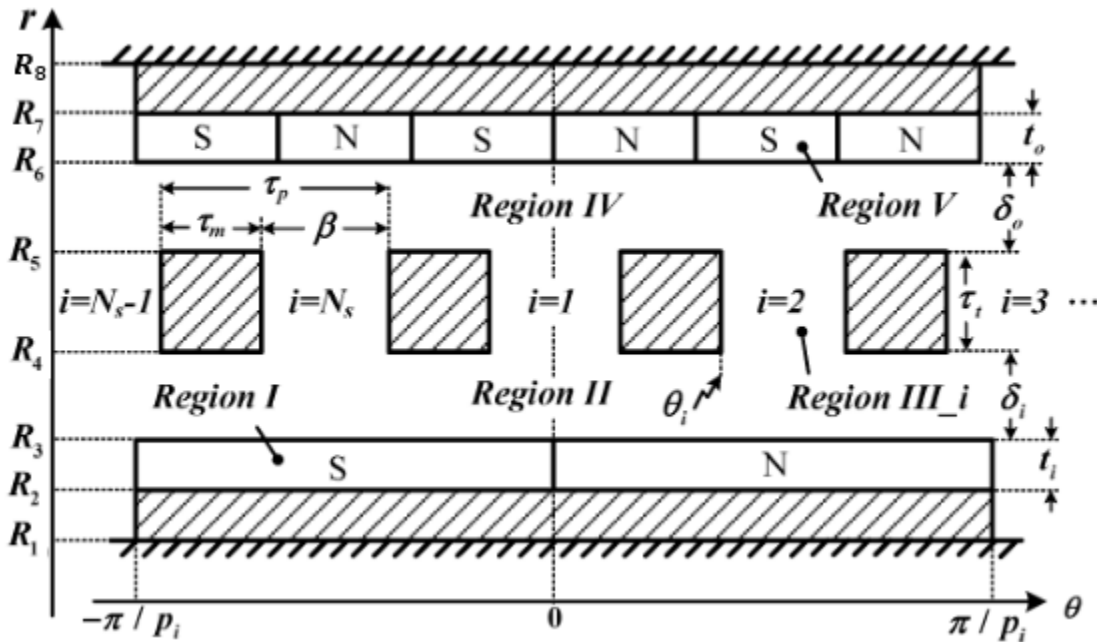 r
R8
R7
S N S N S N
t_o
R6
τ_p
Region IV Region V
δ_o
τ_m β
R5
i=N_s-1 i=N_s i=1 i=2 τ_t i=3 ...
R4
Region I Region II θ_i Region III_i δ_i
R3
S N
t_i
R2
R1
-π / p_i 0 π / p_i θ